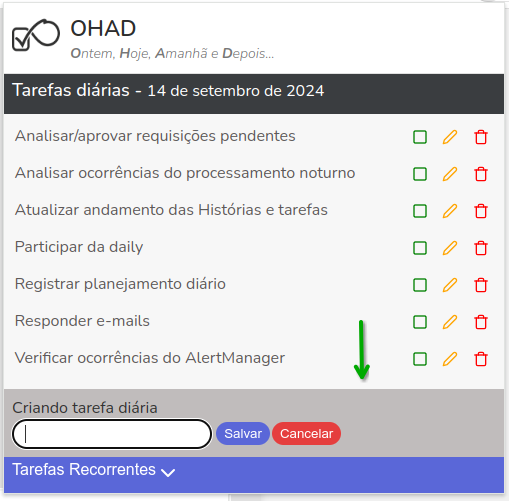 OHAD
Ontem, Hoje, Amanhã e Depois...
Tarefas diárias - 14 de setembro de 2024
Analisar/aprovar requisições pendentes
Analisar ocorrências do processamento noturno
Atualizar andamento das Histórias e tarefas
Participar da daily
Registrar planejamento diário
Responder e-mails
Verificar ocorrências do AlertManager
Criando tarefa diária
Salvar Cancelar
Tarefas Recorrentes